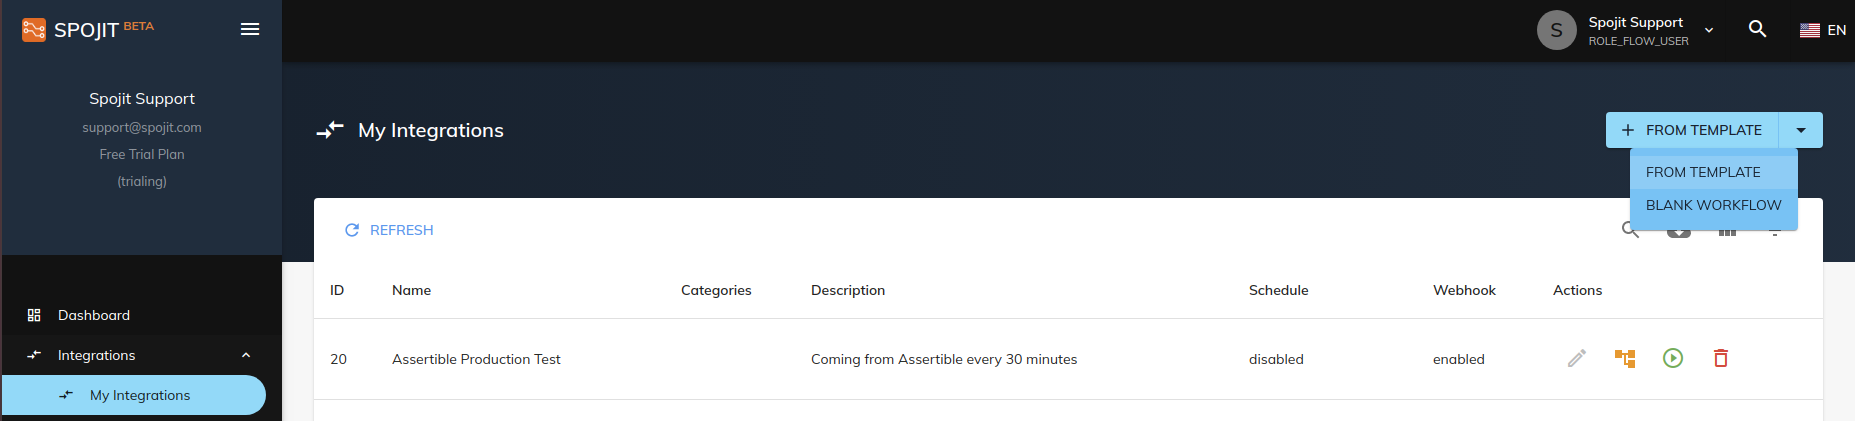 SPOJIT BETA
Spojit Support
support@spojit.com
Free Trial Plan
(trialing)
Dashboard
Integrations
My Integrations
S
Spojit Support
ROLE_FLOW_USER
EN
My Integrations
+ FROM TEMPLATE
FROM TEMPLATE
BLANK WORKFLOW
REFRESH
ID Name Categories Description Schedule Webhook Actions
20 Assertible Production Test Coming from Assertible every 30 minutes disabled enabled